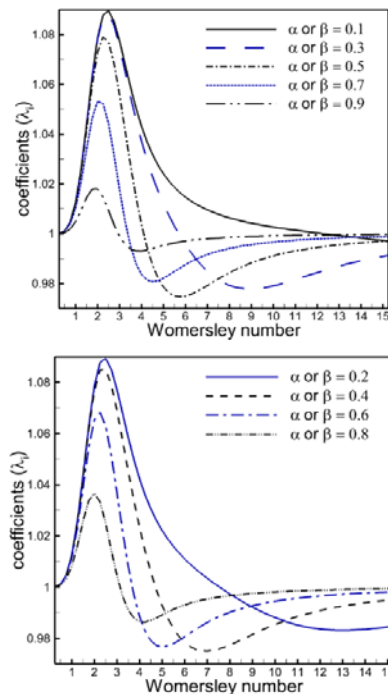 1.08
1.06
1.04
1.02
1
0.98
coefficients (λi)
α or β = 0.1
α or β = 0.3
α or β = 0.5
α or β = 0.7
α or β = 0.9
1 2 3 4 5 6 7 8 9 10 11 12 13 14 15
Womersley number
1.08
1.06
1.04
1.02
1
0.98
coefficients (λi)
α or β = 0.2
α or β = 0.4
α or β = 0.6
α or β = 0.8
1 2 3 4 5 6 7 8 9 10 11 12 13 14 15
Womersley number